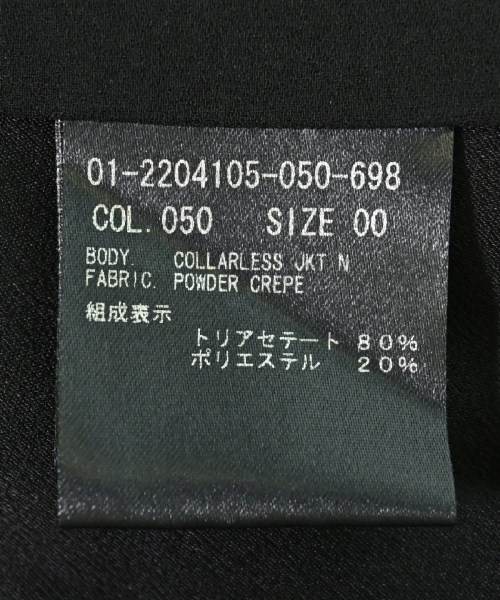 01-2204105-050-698
COL.050 SIZE 00
BODY. COLLARLESS JKT N
FABRIC. POWDER CREPE
組成表示
トリアセテート 80%
ポリエステル 20%